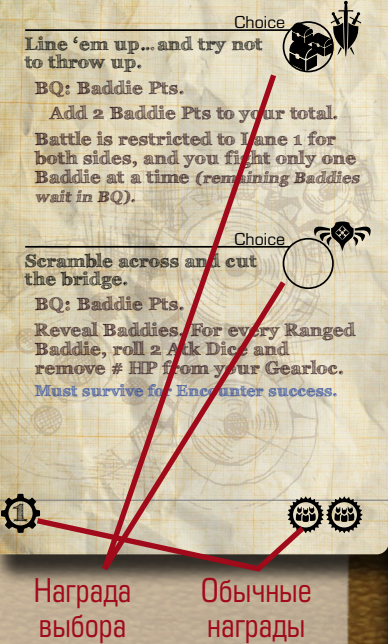 Choice
Line ‘em up...and try not
to throw up.
BQ: Baddie Pts.
Add 2 Baddie Pts to your total.
Battle is restricted to Lane 1 for
both sides, and you fight only one
Baddie at a time (remaining Baddies
wait in BQ).
Choice
Scramble across and cut
the bridge.
BQ: Baddie Pts.
Reveal Baddies. For every Ranged
Baddie, roll 2 Atk Dice and
remove # HP from your Gearloc.
Must survive for Encounter success.
1
Награда
выбора
Обычные
награды